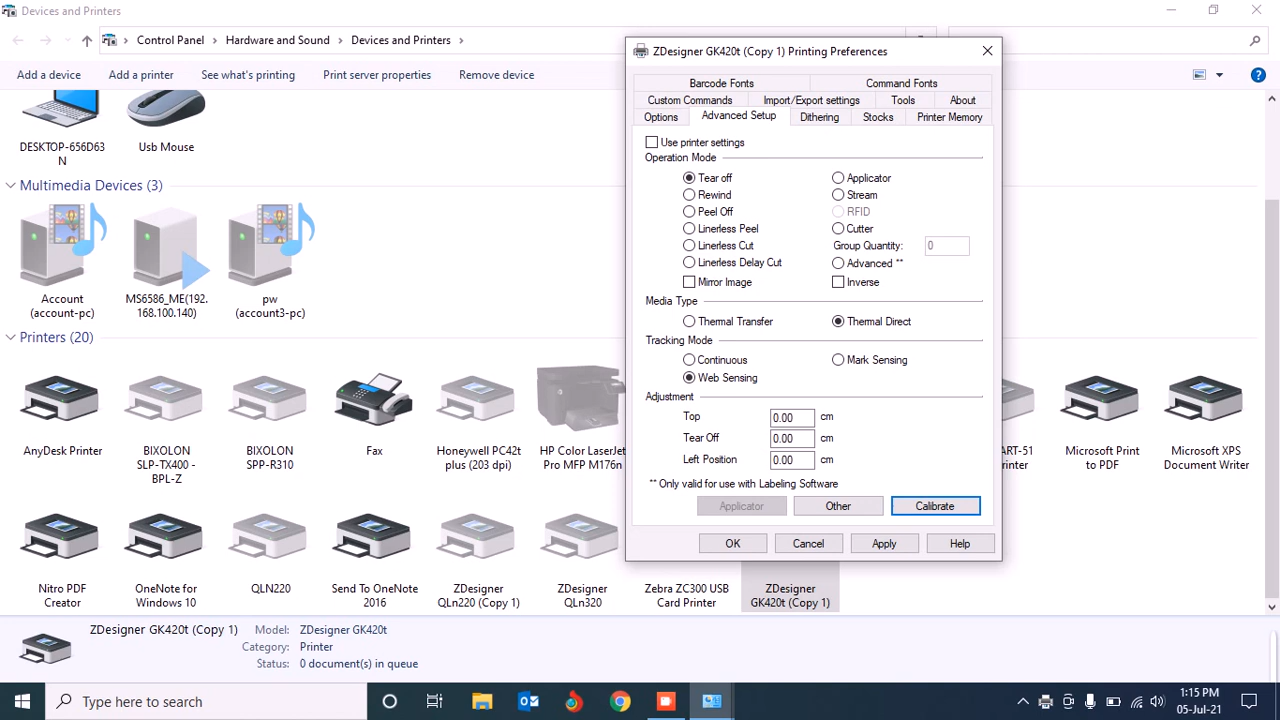 Devices and Printers
Control Panel
Hardware and Sound
Devices and Printers
Add a device
Add a printer
See what's printing
Print server properties
Remove device
DESKTOP-656D63
N
Usb Mouse
Multimedia Devices (3)
Account
(account-pc)
MS6586_ME(192.
168.100.140)
pw
(account3-pc)
Printers (20)
AnyDesk Printer
BIXOLON
SLP-TX400 -
BPL-Z
BIXOLON
SPP-R310
Fax
Honeywell PC42t
plus (203 dpi)
HP Color LaserJet
Pro MFP M176n
ART-51
rinter
Microsoft Print
to PDF
Microsoft XPS
Document Writer
Nitro PDF
Creator
OneNote for
Windows 10
QLN220
Send To OneNote
2016
ZDesigner
QLn220 (Copy 1)
ZDesigner
QLn320
Zebra ZC300 USB
Card Printer
ZDesigner
GK420t (Copy 1)
ZDesigner GK420t (Copy 1) Printing Preferences
Barcode Fonts
Command Fonts
Custom Commands
Import/Export settings
Tools
About
Options
Advanced Setup
Dithering
Stocks
Printer Memory
Use printer settings
Operation Mode
Tear off
Applicator
Rewind
Stream
Peel Off
RFID
Linerless Peel
Cutter
Linerless Cut
Group Quantity: 0
Linerless Delay Cut
Advanced **
Mirror Image
Inverse
Media Type
Thermal Transfer
Thermal Direct
Tracking Mode
Continuous
Mark Sensing
Web Sensing
Adjustment
Top 0.00 cm
Tear Off 0.00 cm
Left Position 0.00 cm
** Only valid for use with Labeling Software
Applicator
Other
Calibrate
OK
Cancel
Apply
Help
ZDesigner GK420t (Copy 1)
Model: ZDesigner GK420t
Category: Printer
Status: 0 document(s) in queue
Type here to search
1:15 PM
05-Jul-21